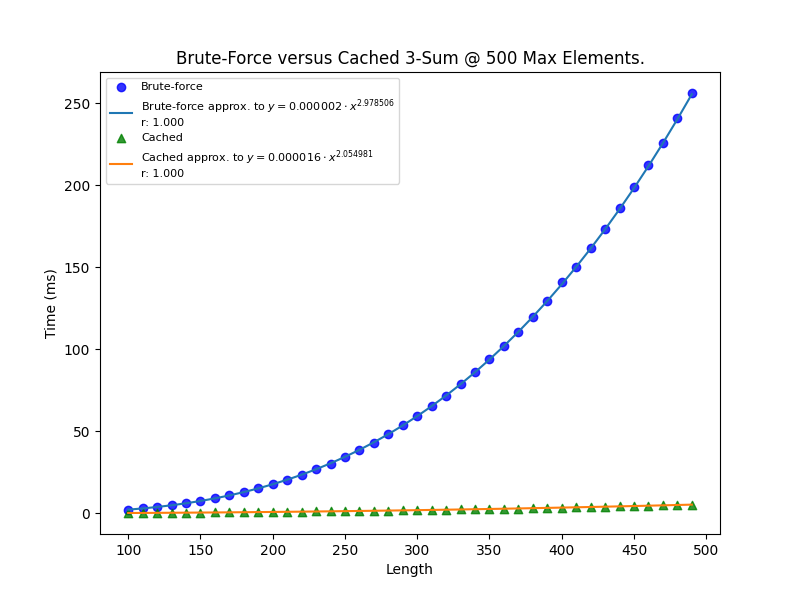 Brute-Force versus Cached 3-Sum @ 500 Max Elements.
Brute-force
Brute-force approx. to y = 0.000002 · x^2.978506
r: 1.000
Cached
Cached approx. to y = 0.000016 · x^2.054981
r: 1.000
250
200
150
100
50
0
Time (ms)
100 150 200 250 300 350 400 450 500
Length